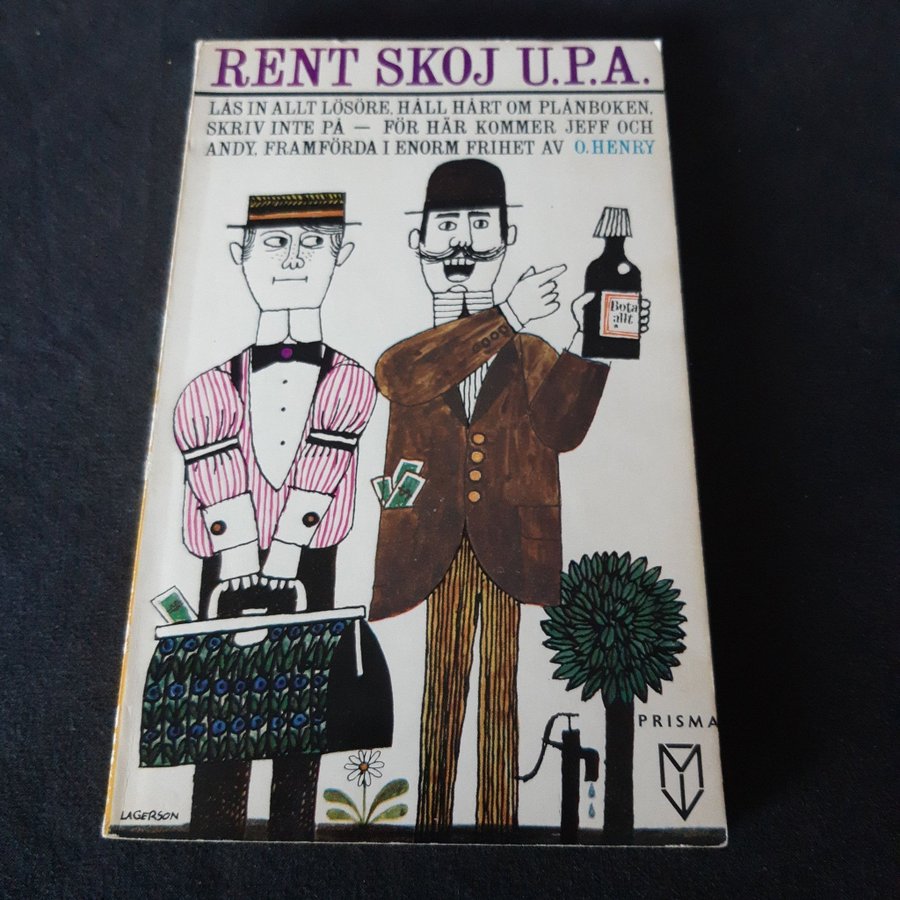 RENT SKOJ U.P.A.
LÅS IN ALLT LÖSÖRE, HÅLL HÅRT OM PLÅNBOKEN,
SKRIV INTE PÅ — FÖR HÄR KOMMER JEFF OCH
ANDY, FRAMFÖRDA I ENORM FRIHET AV O. HENRY
Bota
allt
PRISMA
LAGERSON